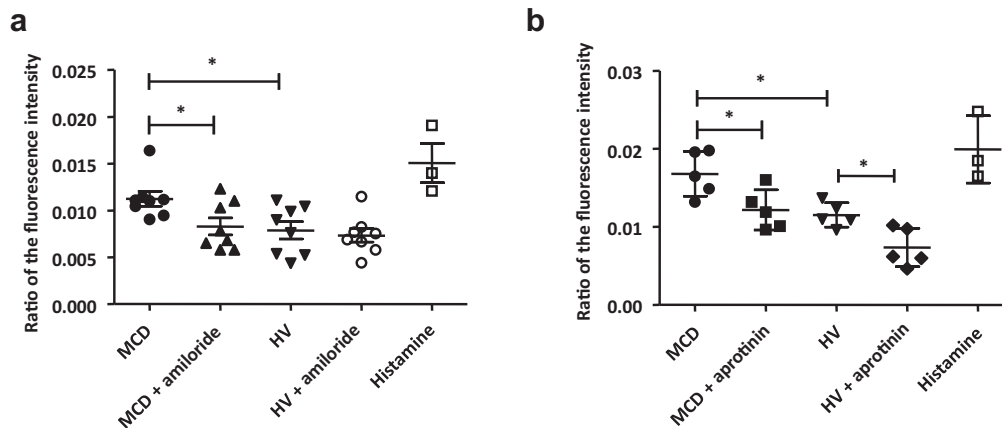 a
Ratio of the fluorescence intensity
0.025
0.020
0.015
0.010
0.005
0.000
*
*
MCD
MCD + amiloride
HV
HV + amiloride
Histamine
b
Ratio of the fluorescence intensity
0.03
0.02
0.01
0.00
*
*
*
MCD
MCD + aprotinin
HV
HV + aprotinin
Histamine